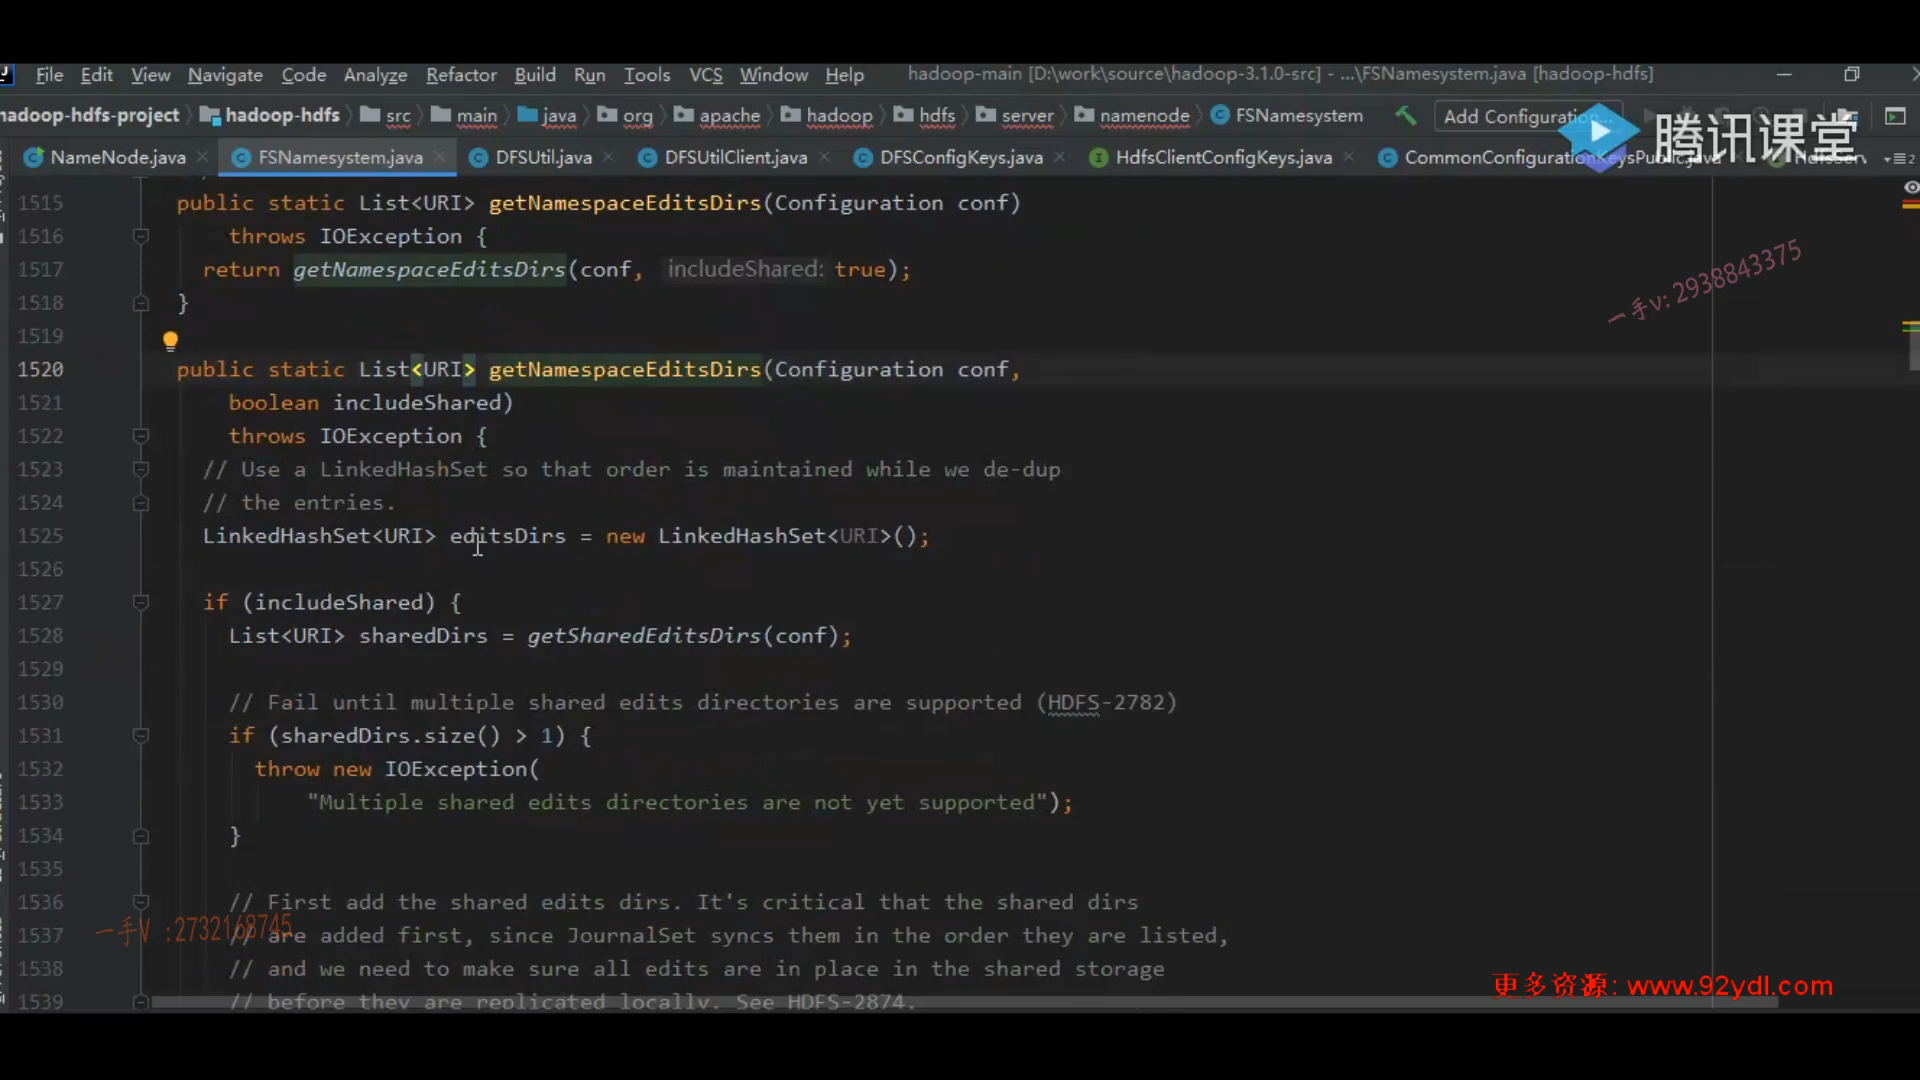 File Edit View Navigate Code Analyze Refactor Build Run Tools VCS Window Help hadoop-main [D:\work\source\hadoop-3.1.0-src] - ...\FSNamesystem.java [hadoop-hdfs]
hadoop-hdfs-project hadoop-hdfs src main java org apache hadoop hdfs server namenode FSNamesystem Add Configuration...
腾讯课堂
NameNode.java FSNamesystem.java DFSUtil.java DFSUtilClient.java DFSConfigKeys.java HdfsClientConfigKeys.java CommonConfigurationKeysPublic.java
1515 public static List<URI> getNamespaceEditsDirs(Configuration conf)
1516 throws IOException {
1517 return getNamespaceEditsDirs(conf, includeShared: true);
1518 }
一手v: 2938843375
1519
1520 public static List<URI> getNamespaceEditsDirs(Configuration conf,
1521 boolean includeShared)
1522 throws IOException {
1523 // Use a LinkedHashSet so that order is maintained while we de-dup
1524 // the entries.
1525 LinkedHashSet<URI> editsDirs = new LinkedHashSet<URI>();
1526
1527 if (includeShared) {
1528 List<URI> sharedDirs = getSharedEditsDirs(conf);
1529
1530 // Fail until multiple shared edits directories are supported (HDFS-2782)
1531 if (sharedDirs.size() > 1) {
1532 throw new IOException(
1533 "Multiple shared edits directories are not yet supported");
1534 }
1535
1536 // First add the shared edits dirs. It's critical that the shared dirs
一手V :2732168745
1537 // are added first, since JournalSet syncs them in the order they are listed,
1538 // and we need to make sure all edits are in place in the shared storage
更多资源: www.92ydl.com
1539 // before they are replicated locally. See HDFS-2874.